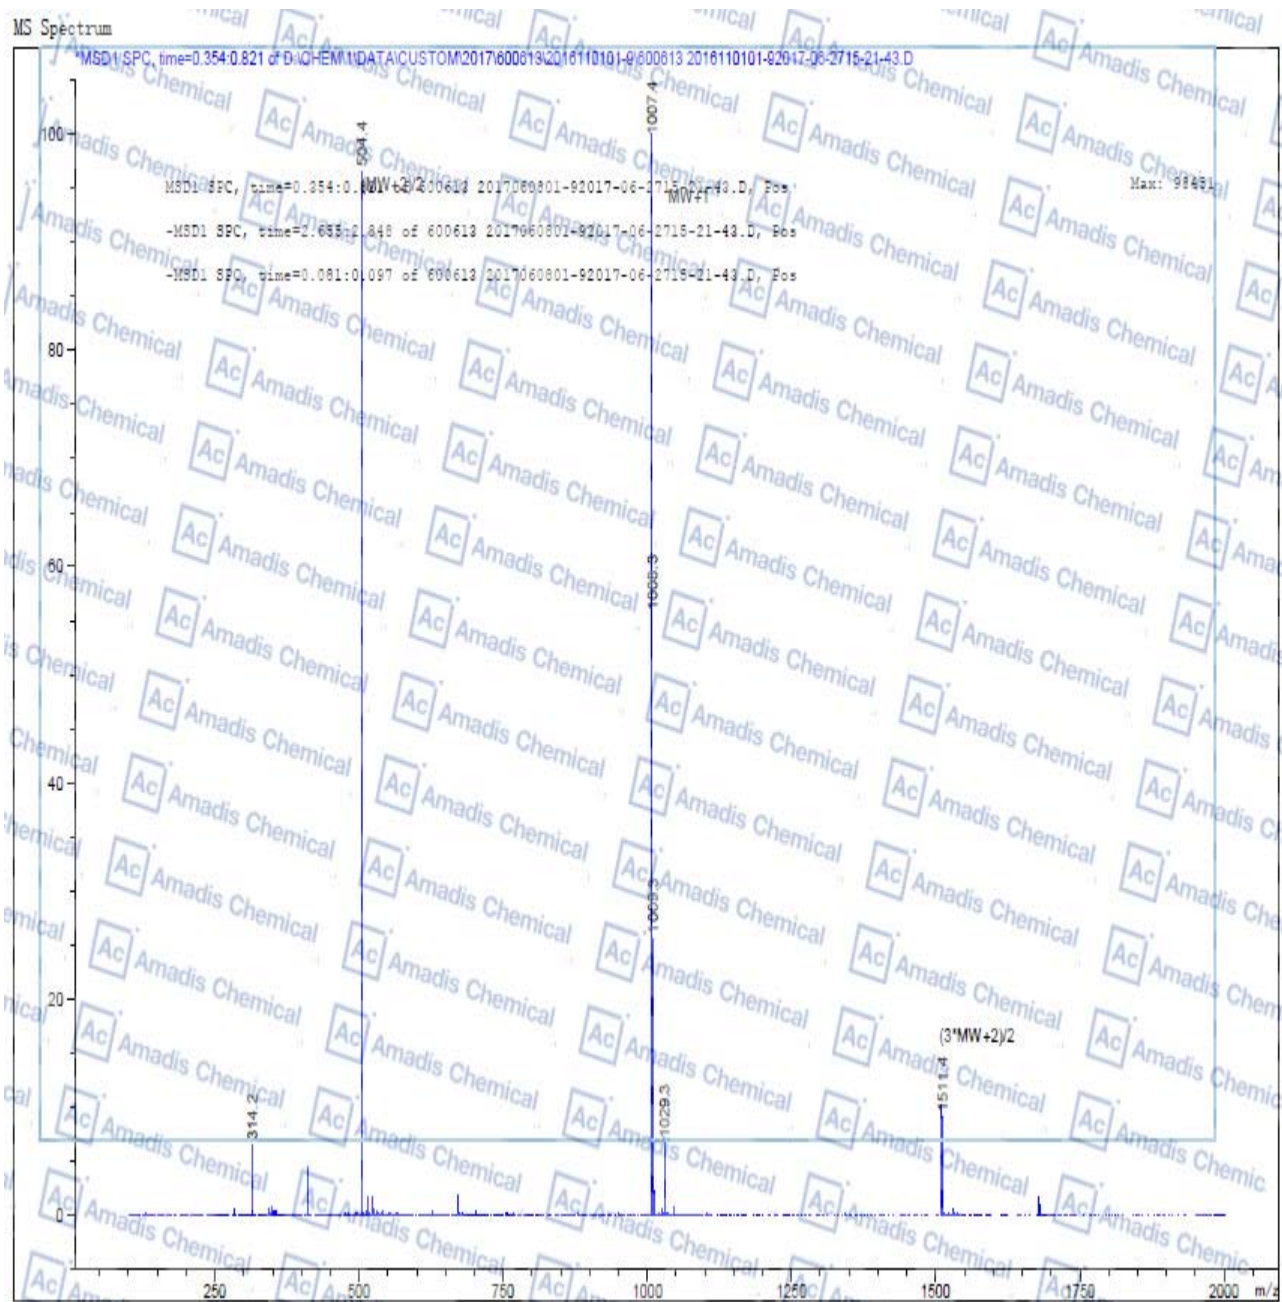 MS Spectrum
*MSD1 SPC, time=0.354:0.821 of D:\CHEM\1\DATA\CUSTOM\2017\600613\2016110101-9\600613 2016110101-92017-06-2715-21-43.D
1007.4
504.4
100
(MW+2)/2
MSD1 SPC, time=0.354:0. 600613 2017060801-92017-06-2715-21-43.D, Pos
MW+1
Max: 98451
-MSD1 SPC, time=2.655:2.848 of 600613 2017060801-92017-06-2715-21-43.D, Pos
-MSD1 SPC, time=0.081:0.097 of 600613 2017060801-92017-06-2715-21-43.D, Pos
80
60
1008.3
40
1009.3
20
(3*MW+2)/2
314.2
1029.3
1511.4
0
250 500 750 1000 1250 1500 1750 2000 m/z
Ac Amadis Chemical